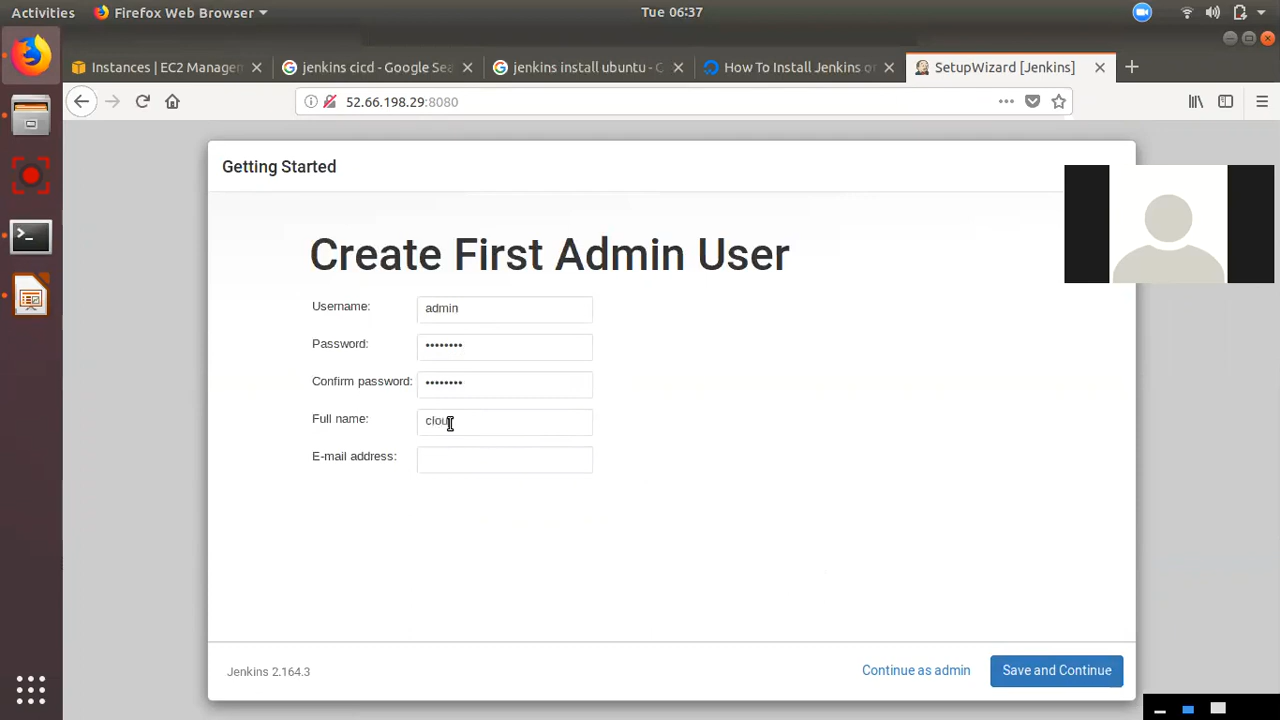 Activities
Firefox Web Browser
Tue 06:37
Instances | EC2 Managem
jenkins cicd - Google Sea
jenkins install ubuntu - G
How To Install Jenkins o
SetupWizard [Jenkins]
52.66.198.29:8080
Getting Started
Create First Admin User
Username: admin
Password: ••••••••
Confirm password: ••••••••
Full name: clou
E-mail address:
Jenkins 2.164.3
Continue as admin
Save and Continue